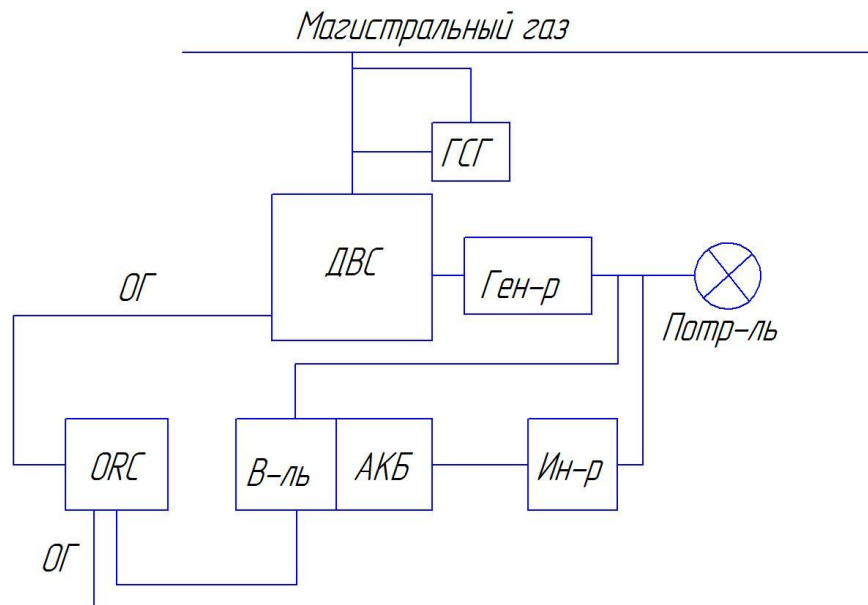 Магистральный газ
ГСГ
ДВС
Ген-р
ОГ
Потр-ль
ORC
В-ль
АКБ
Ин-р
ОГ